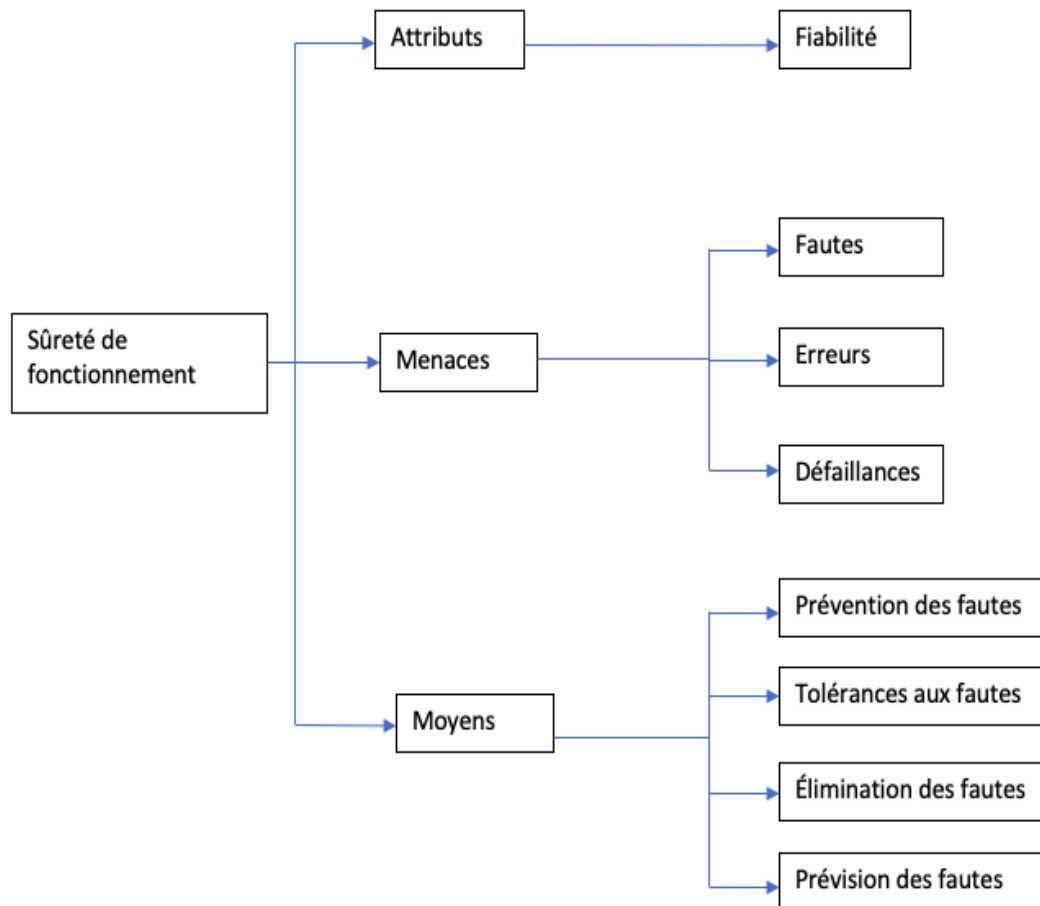 Attributs
Fiabilité
Fautes
Sûreté de
fonctionnement
Menaces
Erreurs
Défaillances
Prévention des fautes
Moyens
Tolérances aux fautes
Élimination des fautes
Prévision des fautes